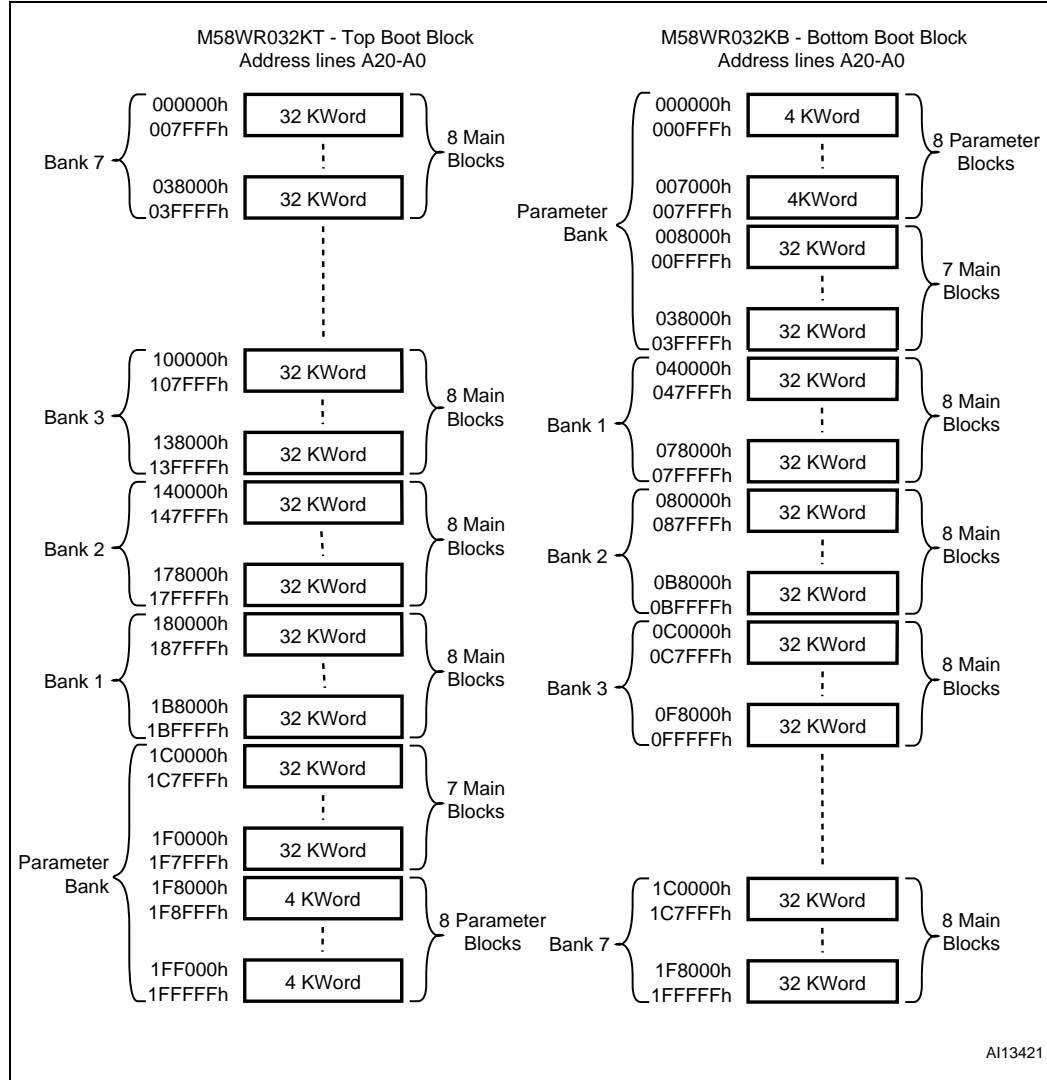 M58WR032KT - Top Boot Block
Address lines A20-A0
000000h
007FFFh
32 KWord
Bank 7
8 Main
Blocks
038000h
03FFFFh
32 KWord
100000h
107FFFh
32 KWord
Bank 3
8 Main
Blocks
138000h
13FFFFh
32 KWord
140000h
147FFFh
32 KWord
Bank 2
8 Main
Blocks
178000h
17FFFFh
32 KWord
180000h
187FFFh
32 KWord
Bank 1
8 Main
Blocks
1B8000h
1BFFFFh
32 KWord
1C0000h
1C7FFFh
32 KWord
7 Main
Blocks
1F0000h
1F7FFFh
32 KWord
Parameter
Bank
1F8000h
1F8FFFh
4 KWord
8 Parameter
Blocks
1FF000h
1FFFFFh
4 KWord
M58WR032KB - Bottom Boot Block
Address lines A20-A0
000000h
000FFFh
4 KWord
8 Parameter
Blocks
007000h
007FFFh
4KWord
Parameter
Bank
008000h
00FFFFh
32 KWord
7 Main
Blocks
038000h
03FFFFh
32 KWord
040000h
047FFFh
32 KWord
Bank 1
8 Main
Blocks
078000h
07FFFFh
32 KWord
080000h
087FFFh
32 KWord
Bank 2
8 Main
Blocks
0B8000h
0BFFFFh
32 KWord
0C0000h
0C7FFFh
32 KWord
Bank 3
8 Main
Blocks
0F8000h
0FFFFFh
32 KWord
1C0000h
1C7FFFh
32 KWord
Bank 7
8 Main
Blocks
1F8000h
1FFFFFh
32 KWord
AI13421